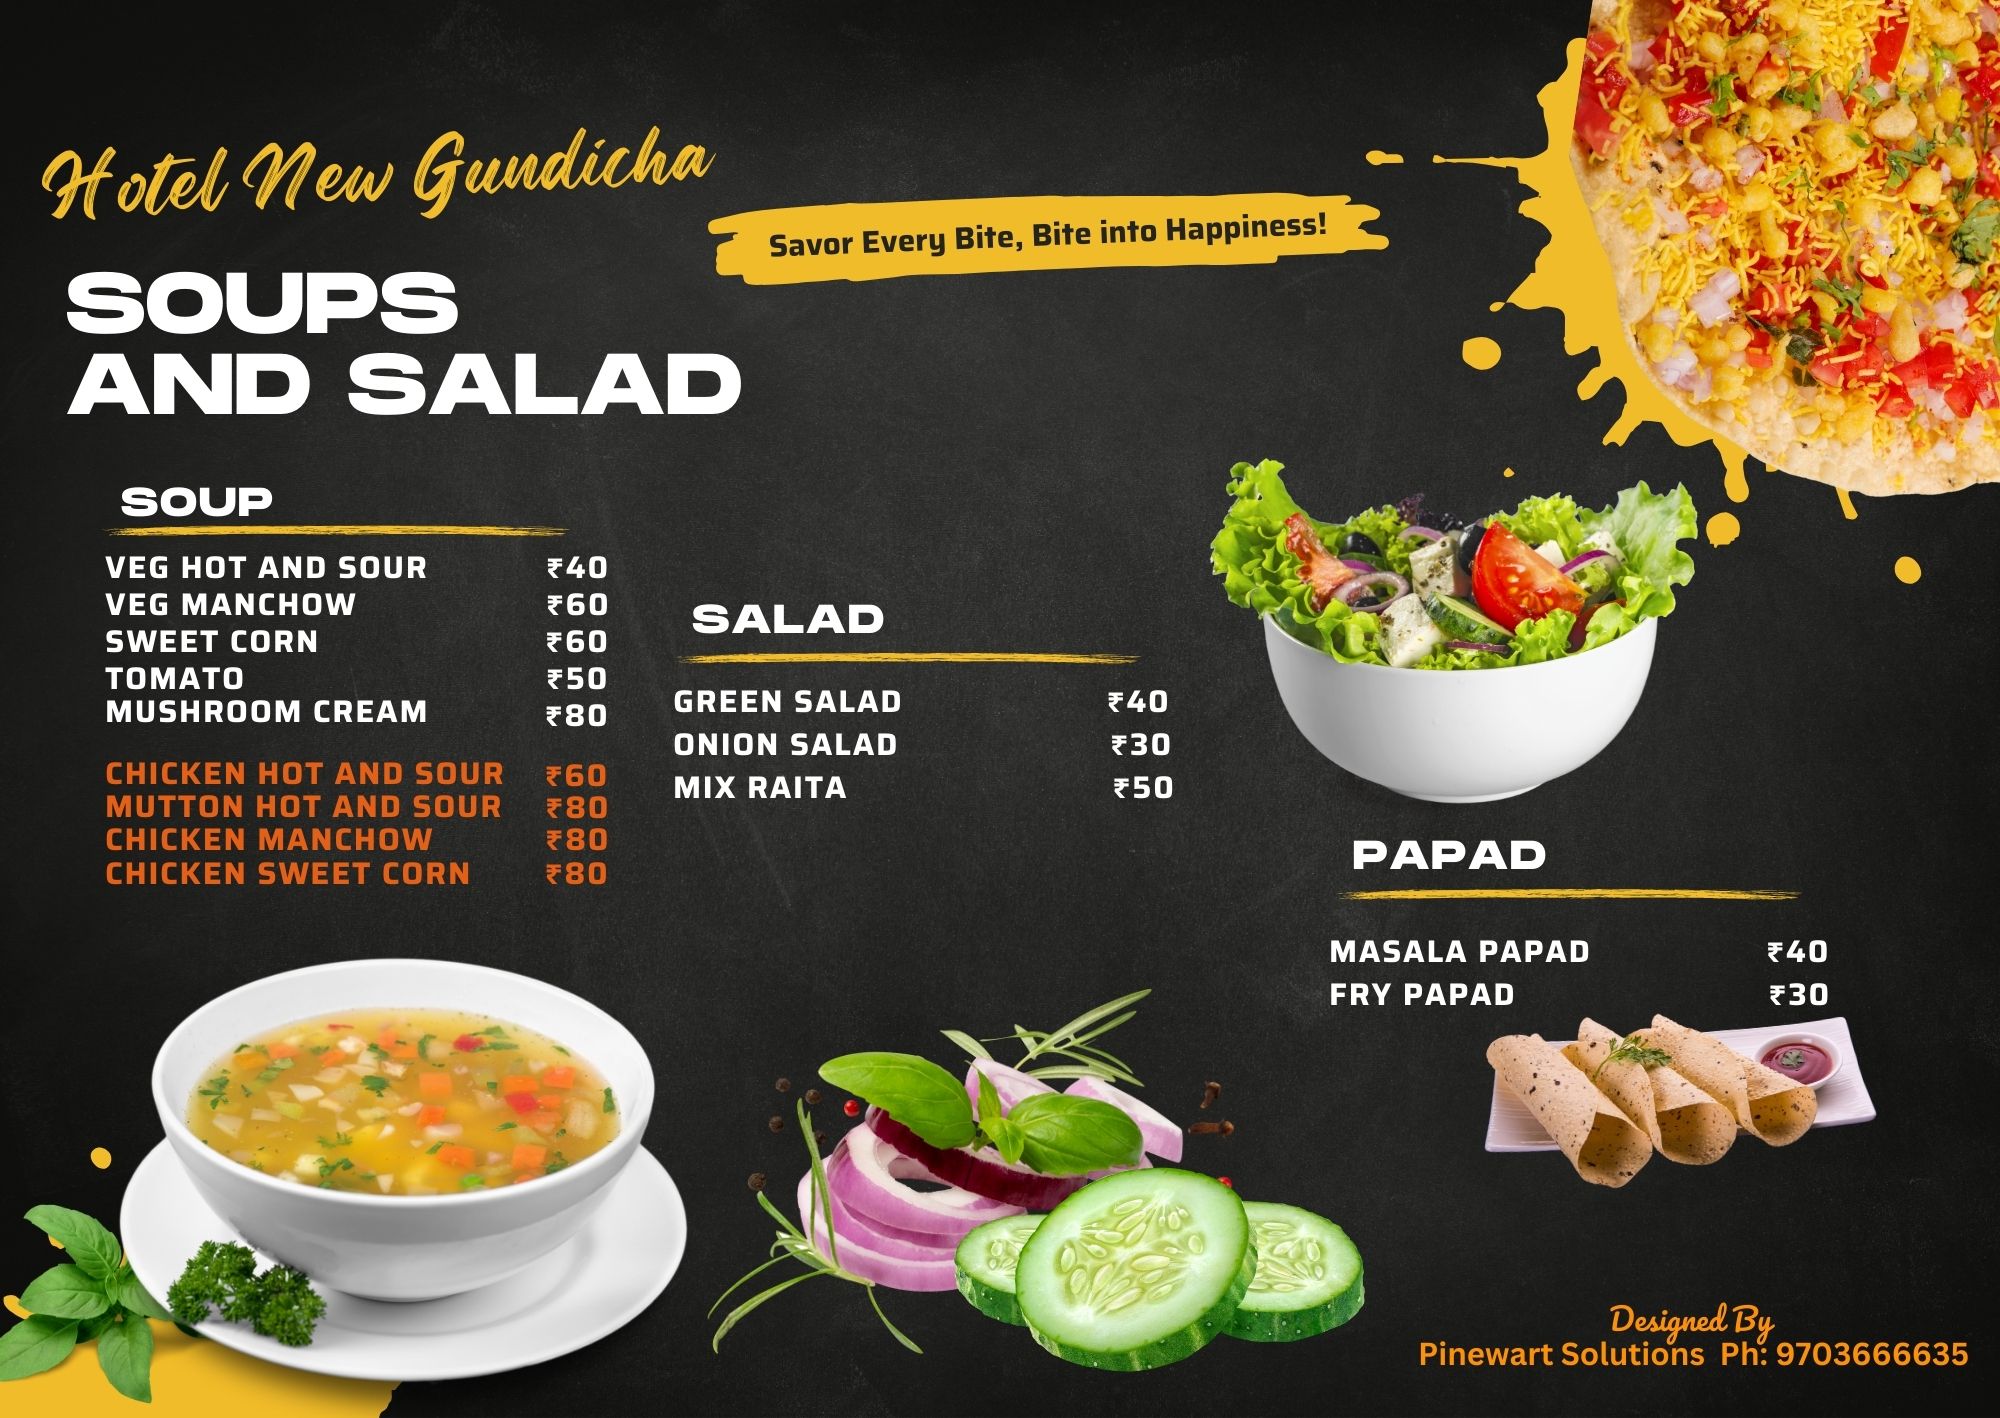 Hotel New Gundicha
Savor Every Bite, Bite into Happiness!
SOUPS
AND SALAD
SOUP
VEG HOT AND SOUR ₹40
VEG MANCHOW ₹60
SWEET CORN ₹60
TOMATO ₹50
MUSHROOM CREAM ₹80
CHICKEN HOT AND SOUR ₹60
MUTTON HOT AND SOUR ₹80
CHICKEN MANCHOW ₹80
CHICKEN SWEET CORN ₹80
SALAD
GREEN SALAD ₹40
ONION SALAD ₹30
MIX RAITA ₹50
PAPAD
MASALA PAPAD ₹40
FRY PAPAD ₹30
Designed By
Pinewart Solutions Ph: 9703666635